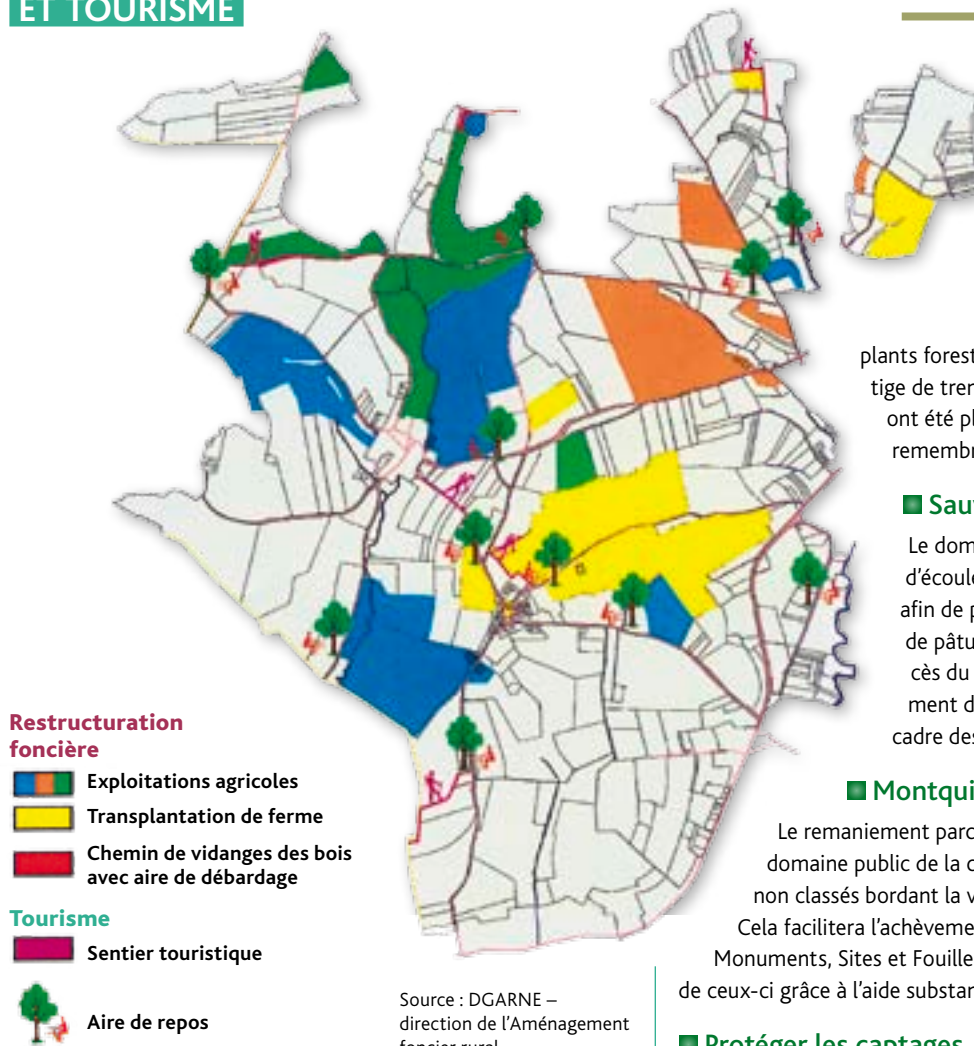 ET TOURISME
plants forest
tige de tren
ont été pl
remembr
Sau
Le dom
d’écoule
afin de p
de pâtu
cès du
ment d
cadre des
Montqui
Le remaniement parc
domaine public de la c
non classés bordant la v
Cela facilitera l’achèveme
Monuments, Sites et Fouille
de ceux-ci grâce à l’aide substan
Protéger les captages
Restructuration
foncière
Exploitations agricoles
Transplantation de ferme
Chemin de vidanges des bois
avec aire de débardage
Tourisme
Sentier touristique
Aire de repos
Source : DGARNE –
direction de l’Aménagement
foncier rural